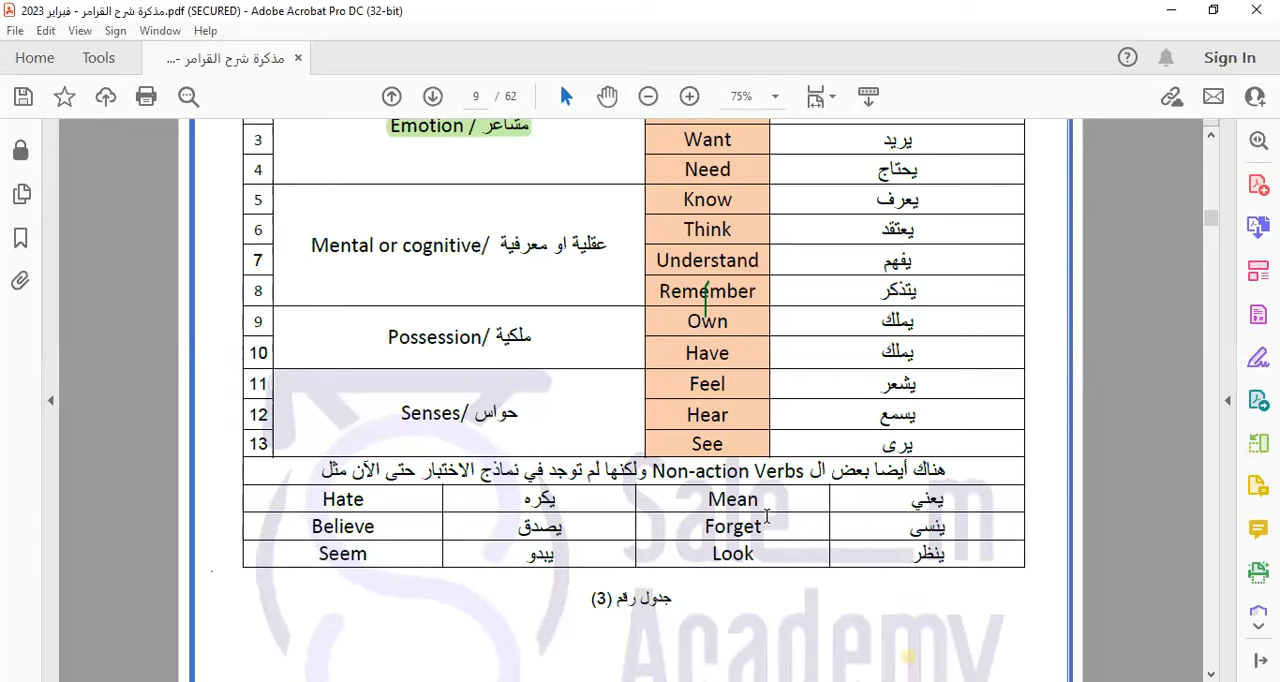 مذكرة شرح القرامر - فبراير 2023.pdf (SECURED) - Adobe Acrobat Pro DC (32-bit)
File Edit View Sign Window Help
Home Tools مذكرة شرح القرامر -... × Sign In
9 / 62 75%
Emotion / مشاعر
3 Want يريد
4 Need يحتاج
5 Know يعرف
6 Mental or cognitive/ عقلية او معرفية Think يعتقد
7 Understand يفهم
8 Remember يتذكر
9 Possession/ ملكية Own يملك
10 Have يملك
11 Feel يشعر
12 Senses/ حواس Hear يسمع
13 See يرى
هناك أيضا بعض ال Non-action Verbs ولكنها لم توجد في نماذج الاختبار حتى الآن مثل
Hate يكره Mean يعني
Believe يصدق Forget ينسى
Seem يبدو Look ينظر
جدول رقم (3)
Sale_m
Academy